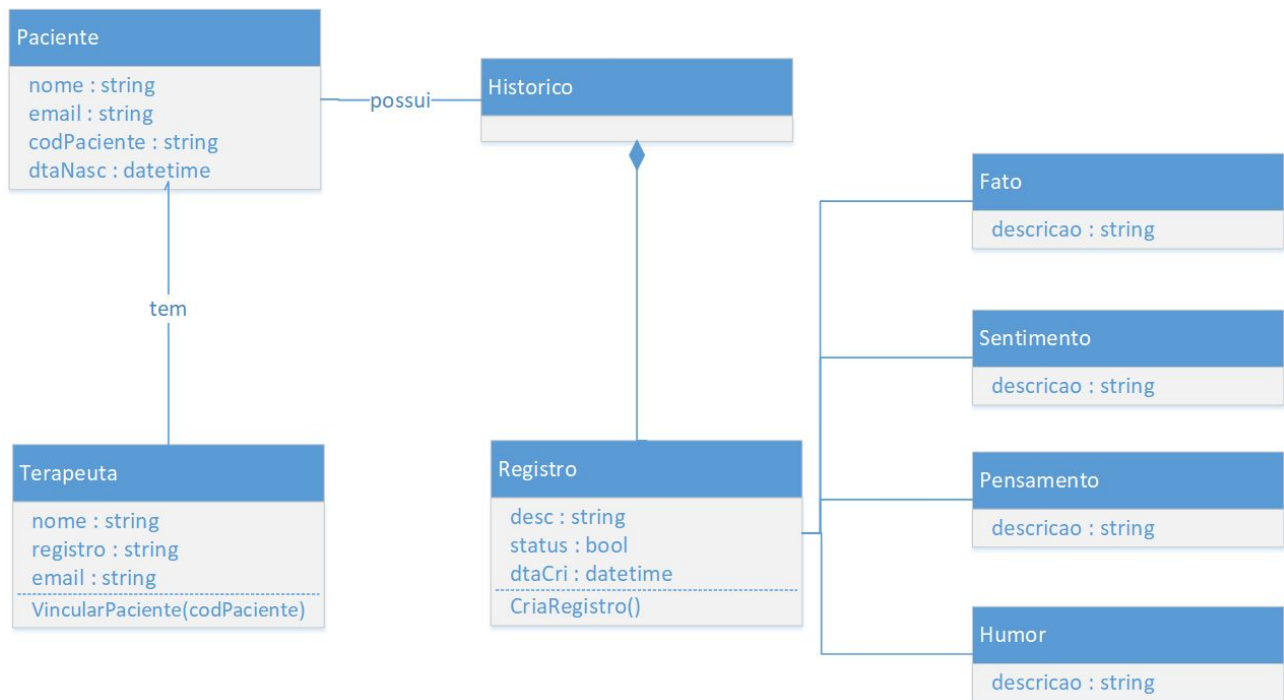 Paciente
nome : string
email : string
codPaciente : string
dtaNasc : datetime
possui
Historico
tem
Terapeuta
nome : string
registro : string
email : string
VincularPaciente(codPaciente)
Registro
desc : string
status : bool
dtaCri : datetime
CriaRegistro()
Fato
descricao : string
Sentimento
descricao : string
Pensamento
descricao : string
Humor
descricao : string